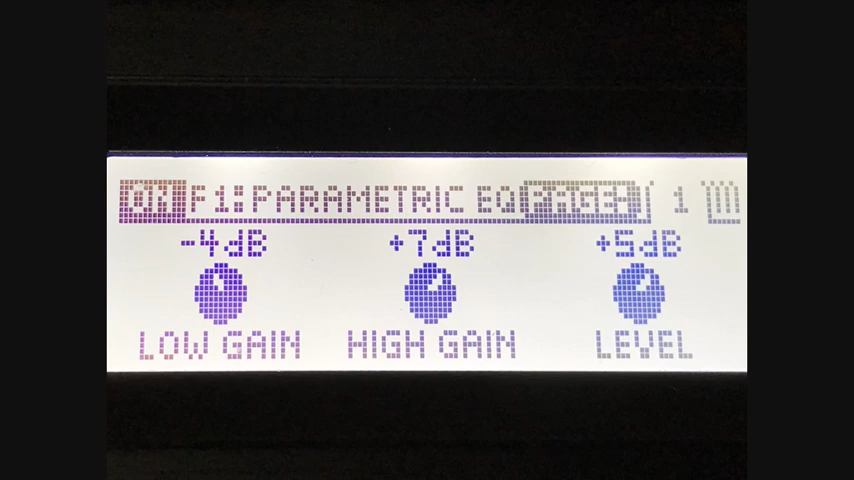 ON F1:PARAMETRIC EQ 1
-4dB +7dB +5dB
LOW GAIN HIGH GAIN LEVEL